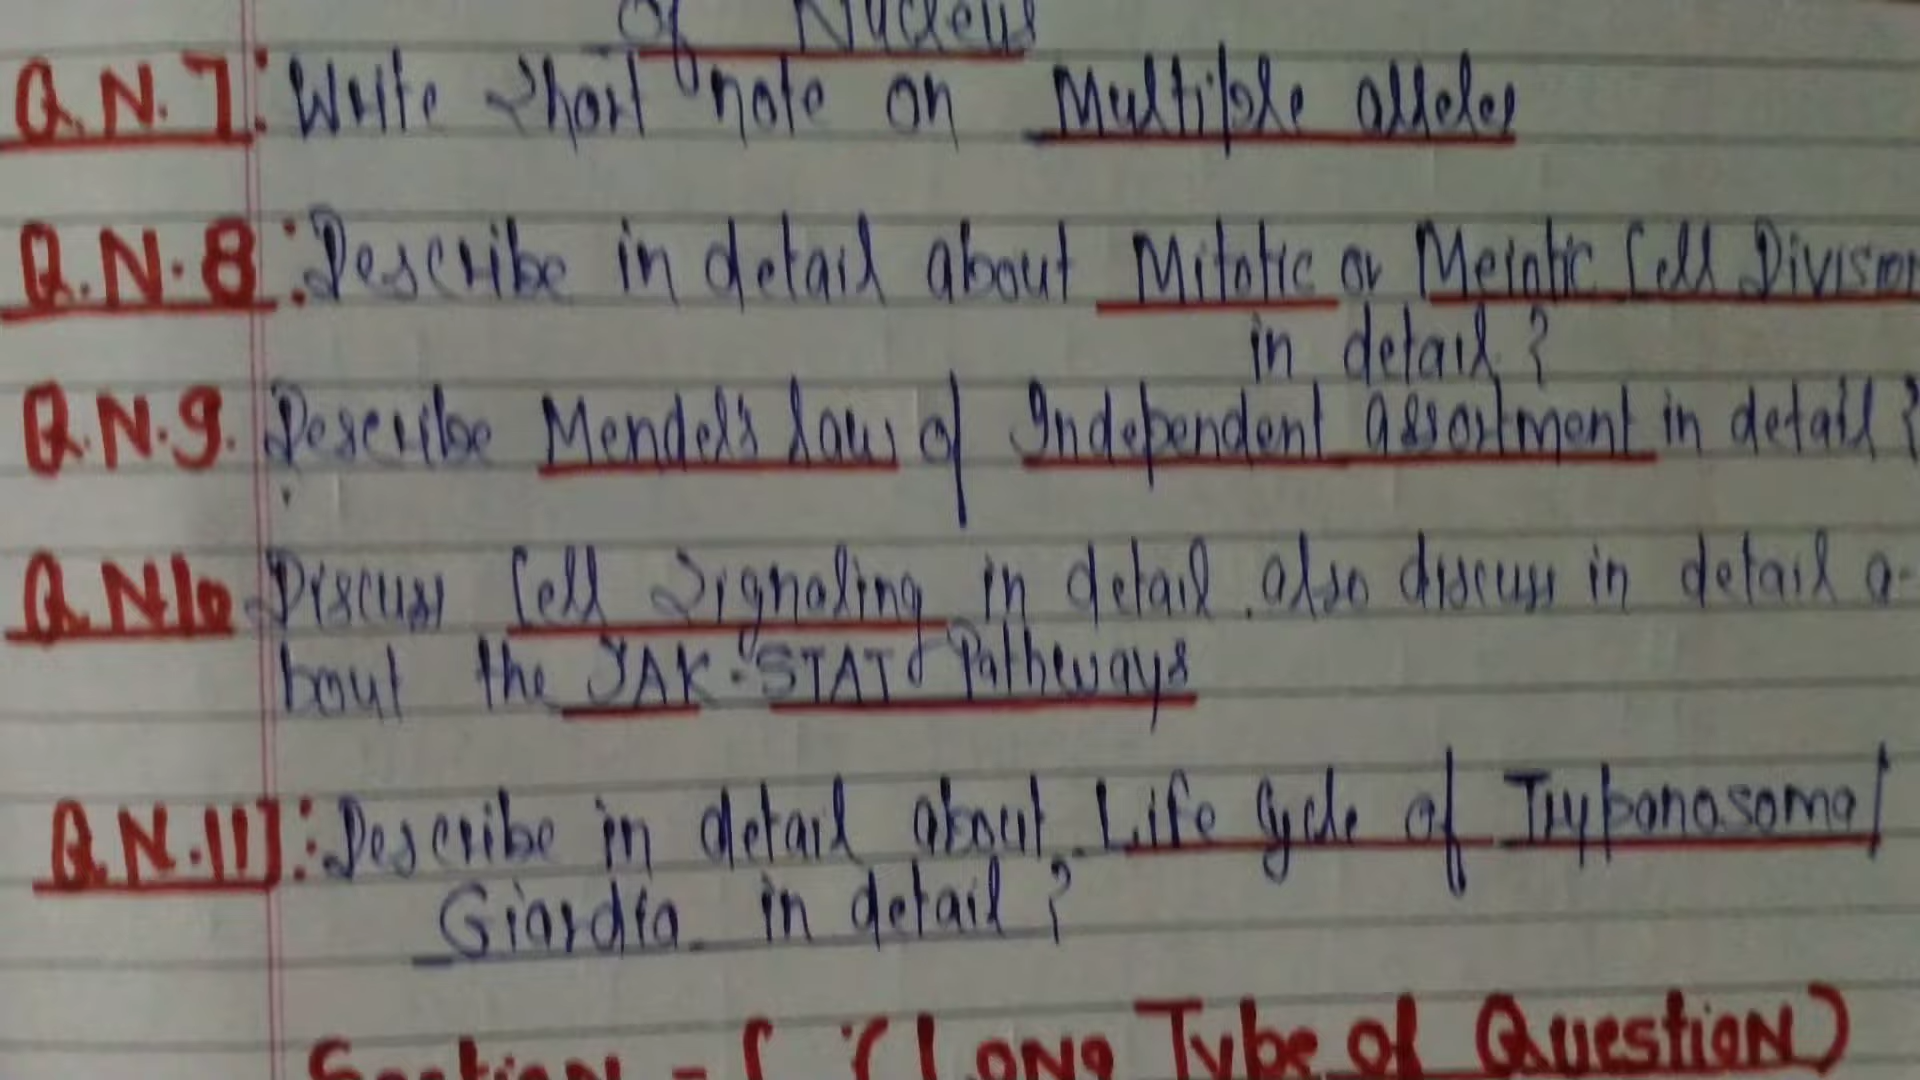 of Nucleus
Q.N.7: Write short note on Multiple alleles
Q.N.8: Describe in detail about Mitotic or Meiotic Cell Division
in detail?
Q.N.9. Describe Mendel's law of Independent assortment in detail?
Q.N.10 Discuss Cell Signaling in detail. also discuss in detail a-
bout the JAK-STAT Pathways
Q.N.11]: Describe in detail about Life Cycle of Trypanosoma/
Giardia in detail?
Section - C (Long Type of Question)